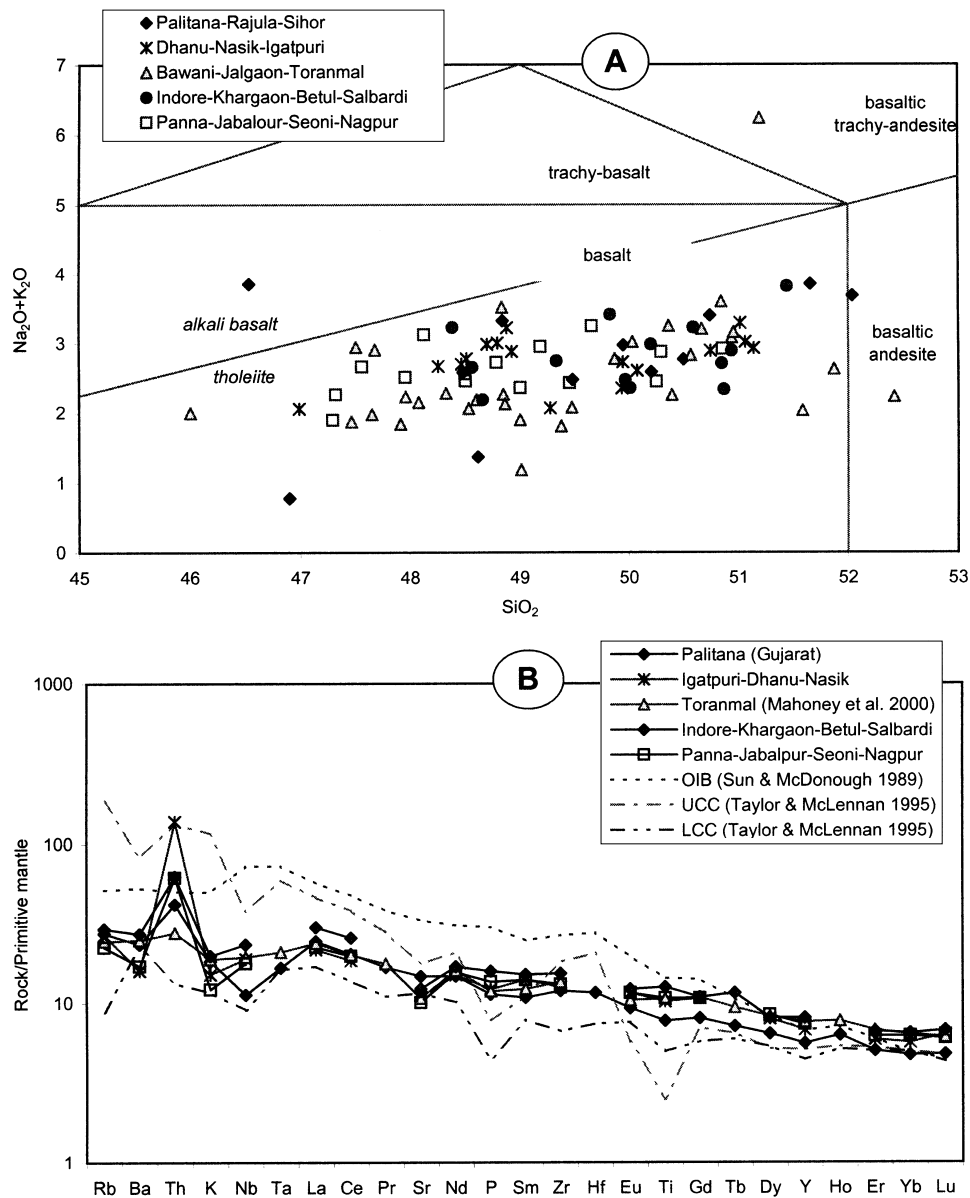 Palitana-Rajula-Sihor
Dhanu-Nasik-Igatpuri
Bawani-Jalgaon-Toranmal
Indore-Khargaon-Betul-Salbardi
Panna-Jabalour-Seoni-Nagpur
A
7
6
5
4
3
2
1
0
Na2O+K2O
basaltic
trachy-andesite
trachy-basalt
basalt
alkali basalt
tholeiite
basaltic
andesite
45 47 48 49 50 51 52 53
SiO2
B
Palitana (Gujarat)
Igatpuri-Dhanu-Nasik
Toranmal (Mahoney et al. 2000)
Indore-Khargaon-Betul-Salbardi
Panna-Jabalpur-Seoni-Nagpur
OIB (Sun & McDonough 1989)
UCC (Taylor & McLennan 1995)
LCC (Taylor & McLennan 1995)
1000
100
10
1
Rock/Primitive mantle
Rb Ba Th K Nb Ta La Ce Pr Sr Nd P Sm Zr Hf Eu Ti Gd Tb Dy Y Ho Er Yb Lu